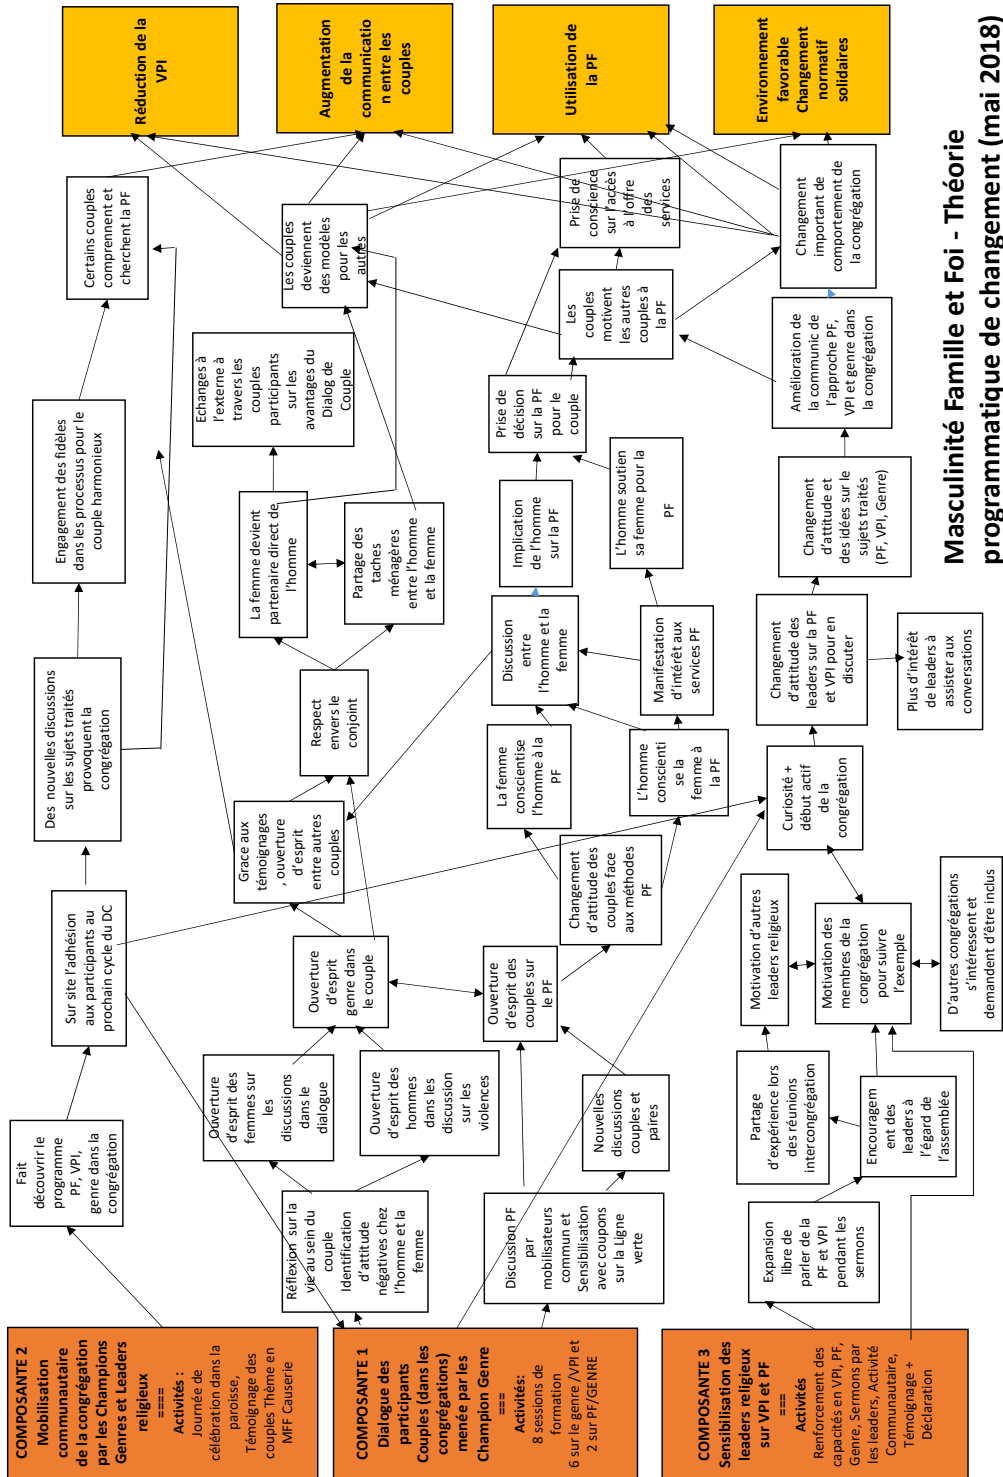 Masculinité Famille et Foi - Théorie
programmatique de changement (mai 2018)
COMPOSANTE 2
Mobilisation
communautaire
de la congrégation
par les Champions
Genres et Leaders
religieux
===
Activités :
Journée de
célébration dans la
paroisse,
Témoignage des
couples Thème en
MFF Causerie
Fait
découvrir le
programme
PF, VPI,
genre dans la
congrégation
Sur site l'adhésion
aux participants au
prochain cycle du DC
Des nouvelles discussions
sur les sujets traités
provoquent la
congrégation
Engagement des fidèles
dans les processus pour le
couple harmonieux
Certains couples
comprennent et
cherchent la PF
Réduction de la
VPI
COMPOSANTE 1
Dialogue des
participants
Couples (dans les
congrégations)
menée par les
Champion Genre
===
Activités:
8 sessions de
formation
6 sur le genre /VPI et
2 sur PF/GENRE
Réflexion sur la
vie au sein du
couple
Identification
d'attitude
négatives chez
l'homme et la
femme
Ouverture
d'esprit des
femmes sur
les
discussions
dans le
dialogue
Ouverture
d'esprit des
hommes
dans les
discussion
sur les
violences
Ouverture
d'esprit
genre dans
le couple
Grace aux
témoignages
, ouverture
d'esprit
entre autres
couples
Respect
envers le
conjoint
La femme devient
partenaire direct de
l'homme
Partage des
taches
ménagères
entre l'homme
et la femme
Echanges à
l'externe à
travers les
couples
participants
sur les
avantages du
Dialog de
Couple
Les couples
deviennent
des modèles
pour les
autres
Augmentation
de la
communicatio
n entre les
couples
Discussion PF
par
mobilisateurs
commun et
Sensibilisation
avec coupons
sur la Ligne
verte
Nouvelles
discussions
couples et
paires
Ouverture
d'esprit des
couples sur
le PF
Changement
d'attitude des
couples face
aux méthodes
PF
La femme
conscientise
l'homme à la
PF
L'homme
conscienti
se la
femme à
la PF
Discussion
entre
l'homme et la
femme
Manifestation
d'intérêt aux
services PF
Implication
de l'homme
sur la PF
L'homme soutien
sa femme pour la
PF
Prise de
décision
sur la PF
pour le
couple
Les
couples
motivent
les autres
couples à
la PF
Prise de
conscience
sur l'accès
à l'offre
des
services
Utilisation de
la PF
COMPOSANTE 3
Sensibilisation des
leaders religieux
sur VPI et PF
===
Activités
Renforcement des
capacités en VPI, PF,
Genre, Sermons par
les leaders, Activité
Communautaire,
Témoignage +
Déclaration
Expansion
libre de
parler de la
PF et VPI
pendant les
sermons
Encouragem
ent des
leaders à
l'égard de
l'assemblée
Partage
d'expérience lors
des réunions
intercongrégation
Motivation d'autres
leaders religieux
Motivation des
membres de la
congrégation
pour suivre
l'exemple
D'autres congrégations
s'intéressent et
demandent d'être inclus
Curiosité +
début actif
de la
congrégation
Changement
d'attitude des
leaders sur la PF
et VPI pour en
discuter
Plus d'intérêt
de leaders à
assister aux
conversations
Changement
d'attitude et
des idées sur le
sujets traités
(PF, VPI, Genre)
Amélioration de
la communic de
l'approche PF,
VPI et genre dans
la congrégation
Changement
important de
comportement de
la congrégation
Environnement
favorable
Changement
normatif
solidaires